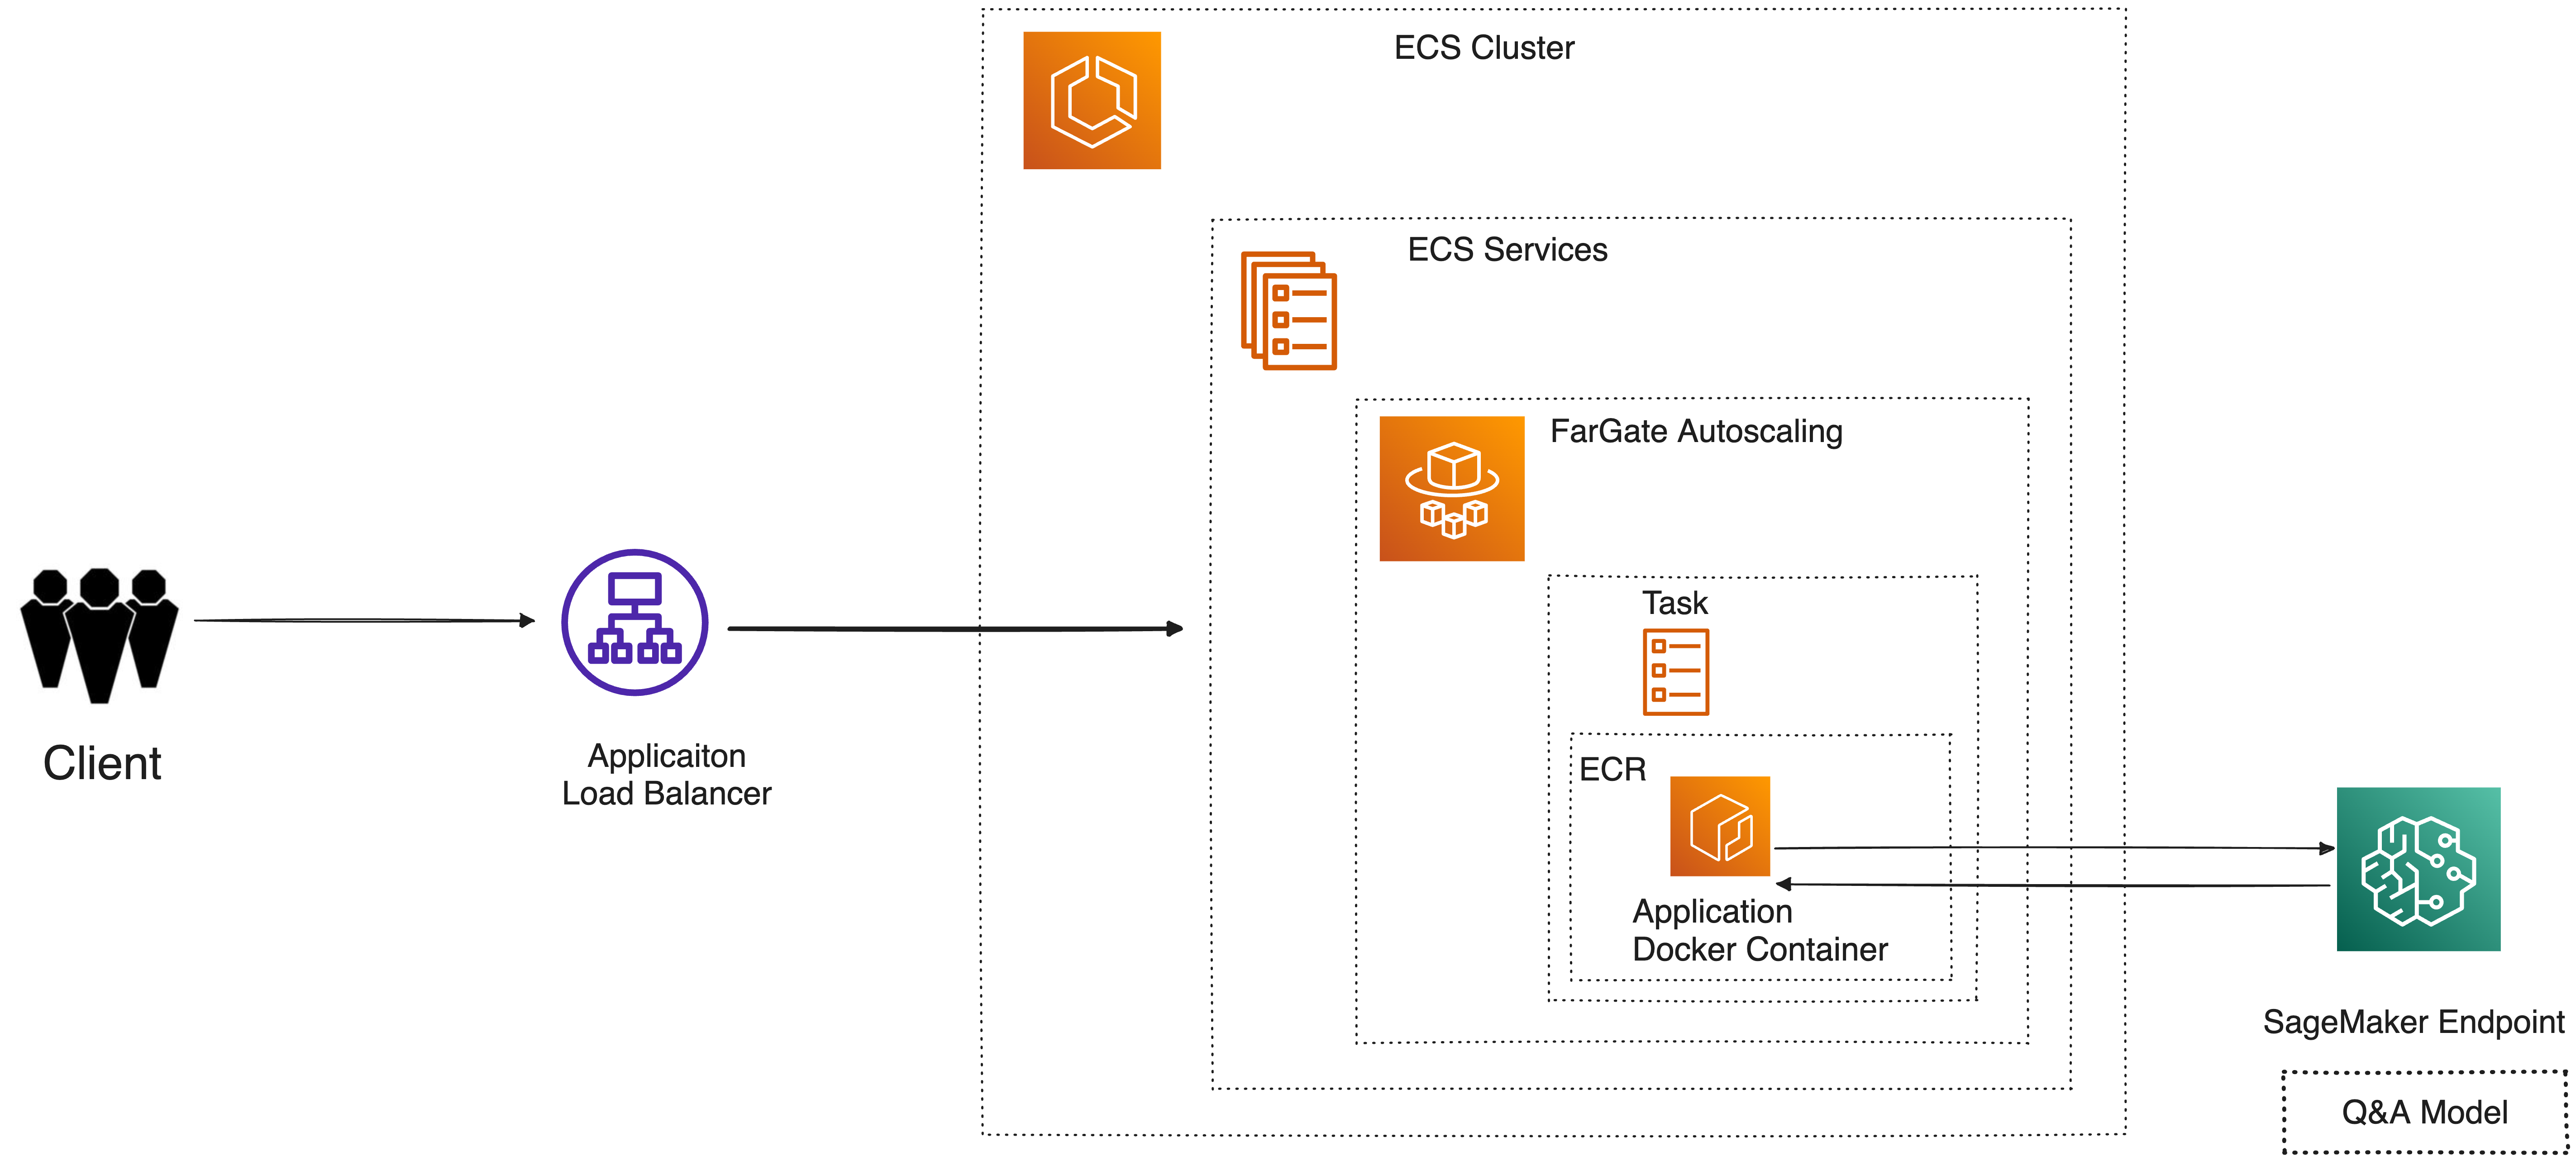 ECS Cluster
ECS Services
FarGate Autoscaling
Task
ECR
Application
Docker Container
Client
Applicaiton
Load Balancer
SageMaker Endpoint
Q&A Model